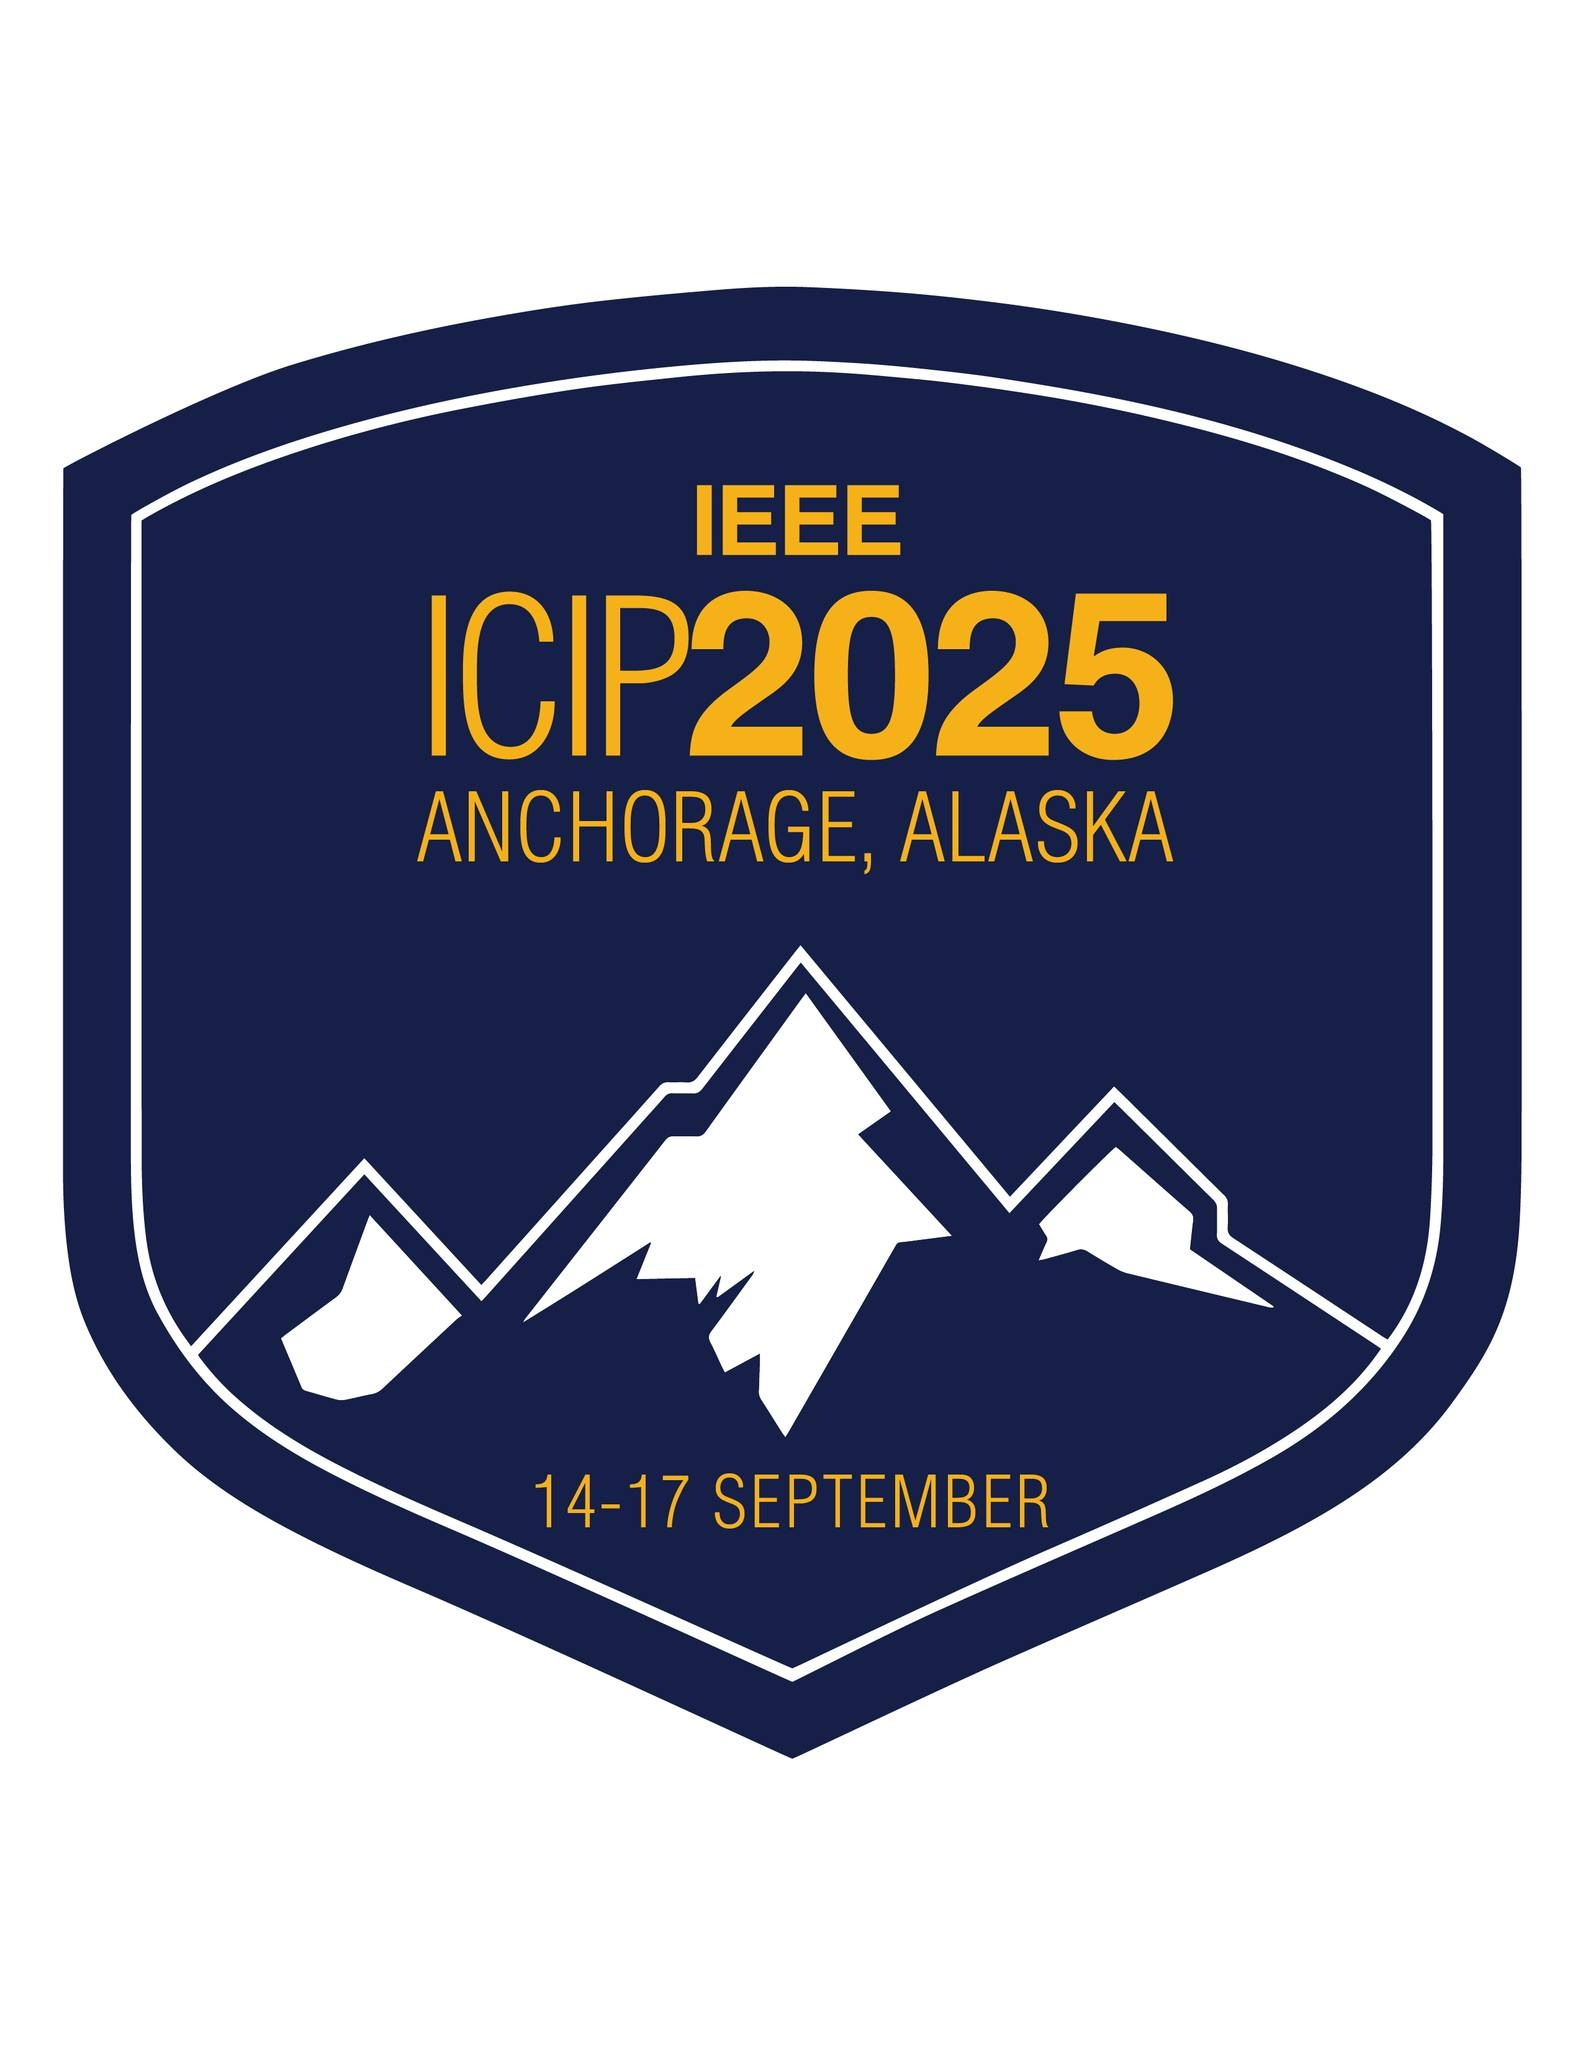 IEEE
ICIP2025
ANCHORAGE, ALASKA
14-17 SEPTEMBER